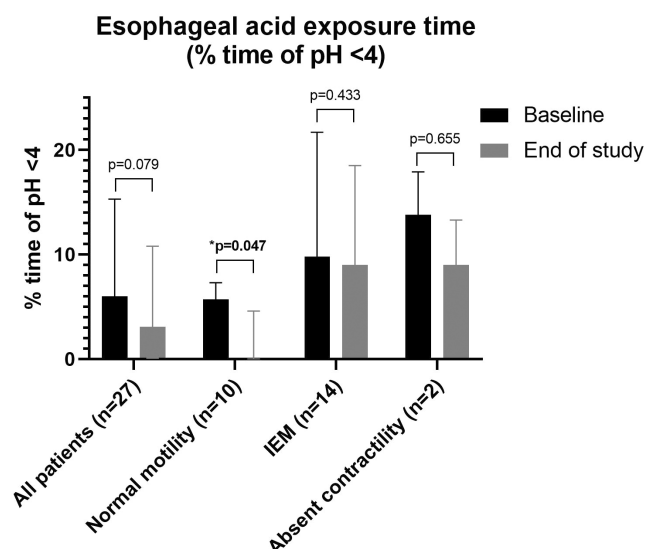 Esophageal acid exposure time
(% time of pH <4)
% time of pH <4
20
10
0
p=0.079
*p=0.047
p=0.433
p=0.655
Baseline
End of study
All patients (n=27)
Normal motility (n=10)
IEM (n=14)
Absent contractility (n=2)